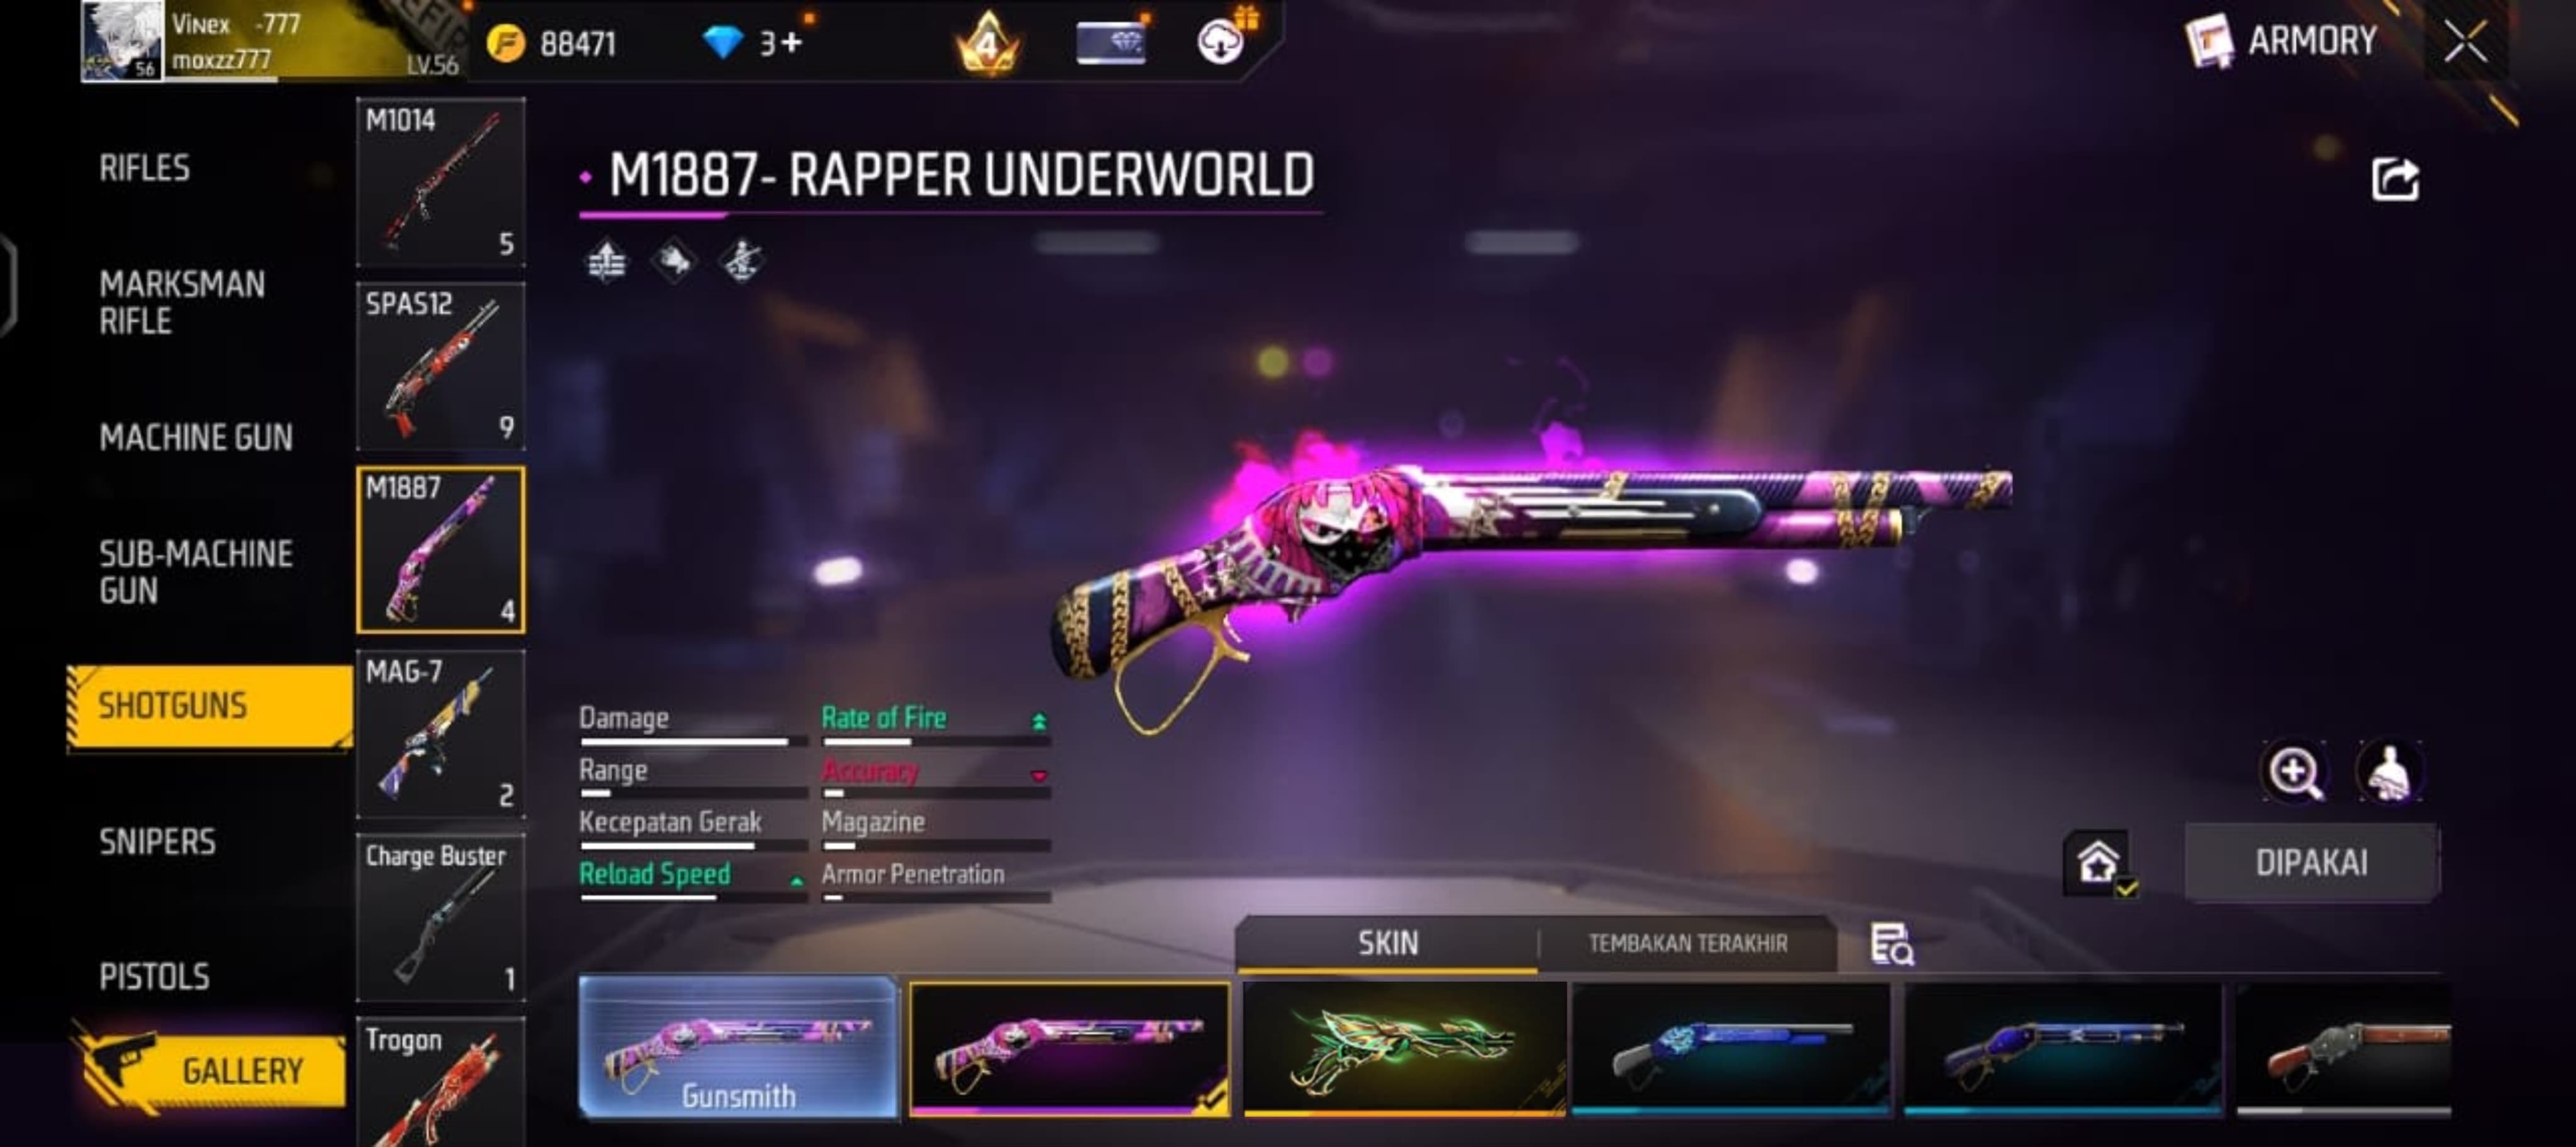 Vinex -777
moxzz777
56
LV.56
88471
3+
4
ARMORY
RIFLES
MARKSMAN
RIFLE
MACHINE GUN
SUB-MACHINE
GUN
SHOTGUNS
SNIPERS
PISTOLS
GALLERY
M1014
5
SPAS12
9
M1887
4
MAG-7
2
Charge Buster
1
Trogon
M1887- RAPPER UNDERWORLD
Damage
Rate of Fire
Range
Accuracy
Kecepatan Gerak
Magazine
Reload Speed
Armor Penetration
DIPAKAI
SKIN
TEMBAKAN TERAKHIR
Gunsmith